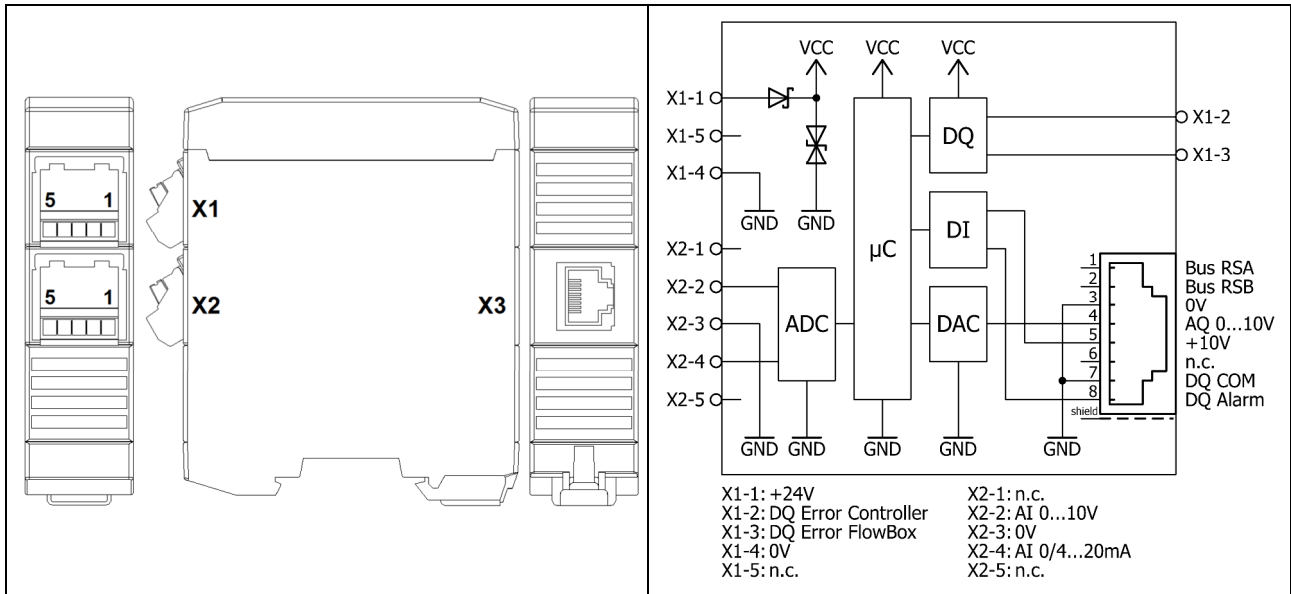 5 1
X1
5 1
X2
X3
VCC
VCC
VCC
X1-1
X1-5
X1-4
GND
GND
DQ
X1-2
X1-3
DI
µC
X2-1
X2-2
X2-3
X2-4
X2-5
ADC
DAC
1
2
3
4
5
6
7
8
shield
Bus RSA
Bus RSB
0V
AQ 0...10V
+10V
n.c.
DQ COM
DQ Alarm
GND
GND
GND
GND
GND
X1-1: +24V
X1-2: DQ Error Controller
X1-3: DQ Error FlowBox
X1-4: 0V
X1-5: n.c.
X2-1: n.c.
X2-2: AI 0...10V
X2-3: 0V
X2-4: AI 0/4...20mA
X2-5: n.c.